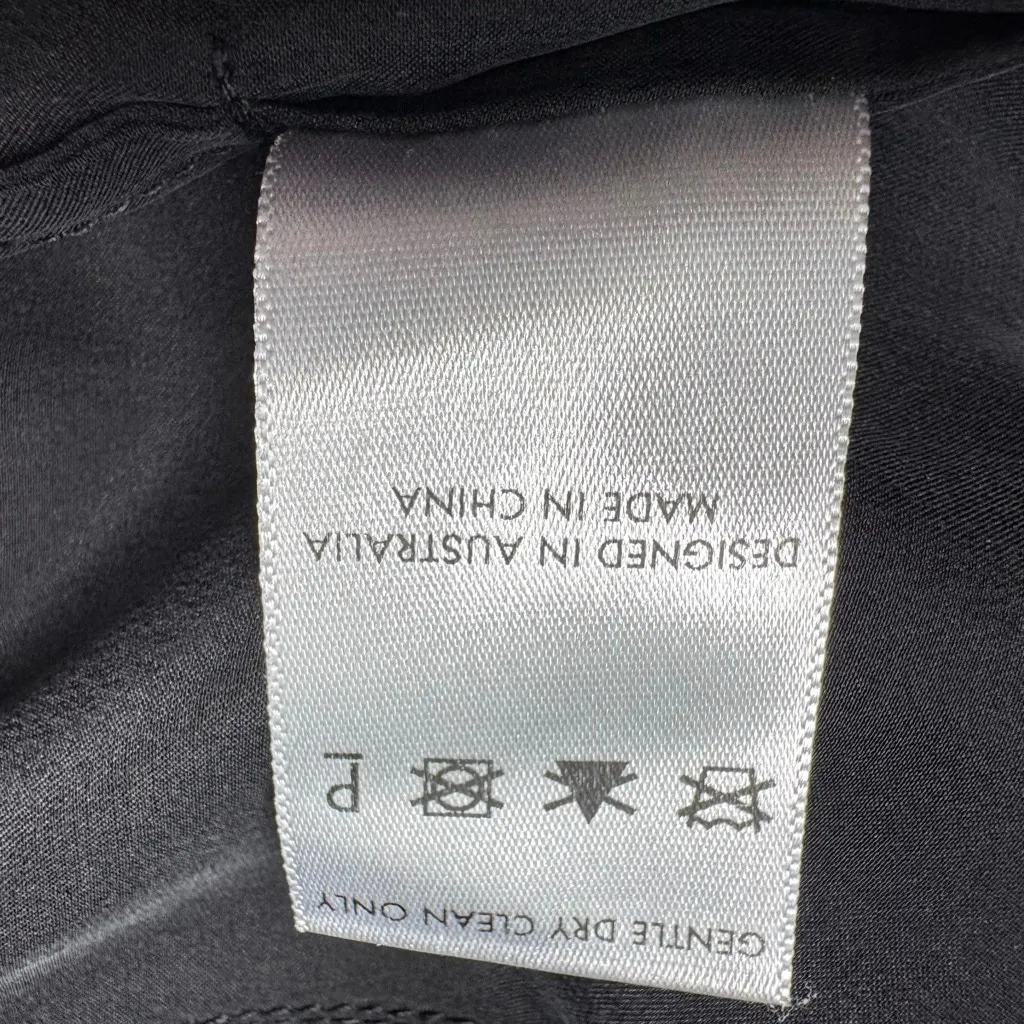 GENTLE DRY CLEAN ONLY
P
DESIGNED IN AUSTRALIA
MADE IN CHINA